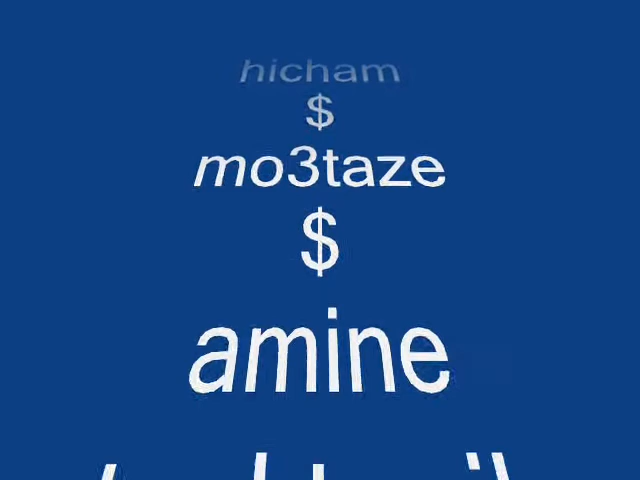 hicham
$
mo3taze
$
amine